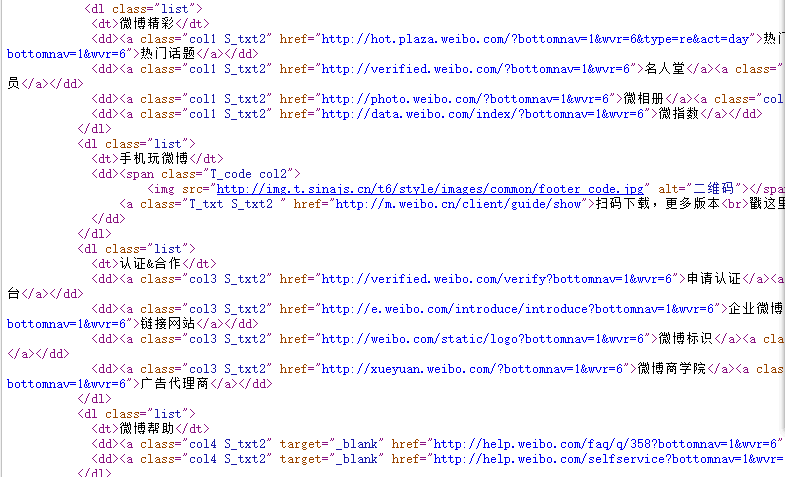 <dl class="list">
<dt>微博精彩</dt>
<dd><a class="col1 S_txt2" href="http://hot.plaza.weibo.com/?bottomnav=1&wvr=6&type=re&act=day">热门
bottomnav=1&wvr=6">热门话题</a></dd>
<dd><a class="col1 S_txt2" href="http://verified.weibo.com/?bottomnav=1&wvr=6">名人堂</a><a class="
员</a></dd>
<dd><a class="col1 S_txt2" href="http://photo.weibo.com/?bottomnav=1&wvr=6">微相册</a><a class="col
<dd><a class="col1 S_txt2" href="http://data.weibo.com/index/?bottomnav=1&wvr=6">微指数</a></dd>
</dl>
<dl class="list">
<dt>手机玩微博</dt>
<dd><span class="T_code col2">
<img src="http://img.t.sinajs.cn/t6/style/images/common/footer_code.jpg" alt="二维码"></span
<a class="T_txt S_txt2 " href="http://m.weibo.cn/client/guide/show">扫码下载，更多版本<br>戳这里
</dd>
</dl>
<dl class="list">
<dt>认证&合作</dt>
<dd><a class="col3 S_txt2" href="http://verified.weibo.com/verify?bottomnav=1&wvr=6">申请认证</a><a
台</a></dd>
<dd><a class="col3 S_txt2" href="http://e.weibo.com/introduce/introduce?bottomnav=1&wvr=6">企业微博
bottomnav=1&wvr=6">链接网站</a></dd>
<dd><a class="col3 S_txt2" href="http://weibo.com/static/logo?bottomnav=1&wvr=6">微博标识</a><a cla
</a></dd>
<dd><a class="col3 S_txt2" href="http://xueyuan.weibo.com/?bottomnav=1&wvr=6">微博商学院</a><a clas
bottomnav=1&wvr=6">广告代理商</a></dd>
</dl>
<dl class="list">
<dt>微博帮助</dt>
<dd><a class="col4 S_txt2" target="_blank" href="http://help.weibo.com/faq/q/358?bottomnav=1&wvr=6"
<dd><a class="col4 S_txt2" target="_blank" href="http://help.weibo.com/selfservice?bottomnav=1&wvr=
</dl>